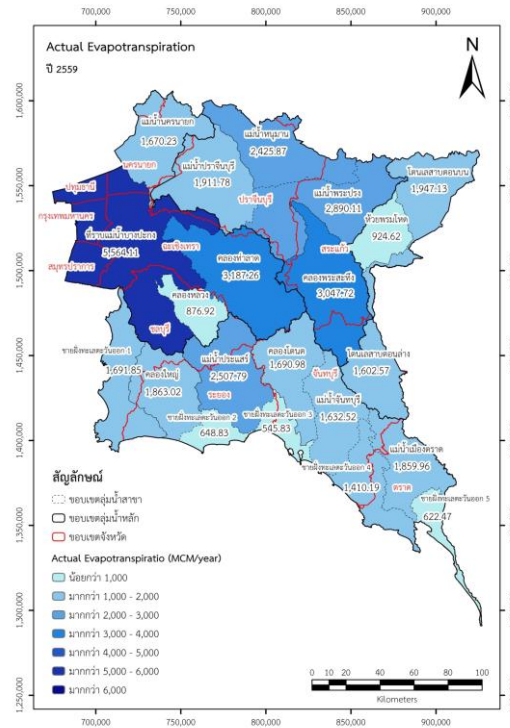 700,000 750,000 800,000 850,000 900,000
Actual Evapotranspiration
ปี 2559
N
1,600,000
1,550,000
1,500,000
1,450,000
1,400,000
1,350,000
1,300,000
1,250,000
แม่น้ำนครนายก
1,670.23
นครนายก
แม่น้ำหนุมาน
2,425.87
แม่น้ำปราจีนบุรี
1,911.78
ปราจีนบุรี
แม่น้ำพระปรง
2,890.11
โตนเลสาบตอนบน
1,947.13
ห้วยพรมโหด
924.62
ปทุมธานี
กรุงเทพมหานคร
ที่ราบแม่น้ำบางปะกง
5,564.11
สมุทรปราการ
ฉะเชิงเทรา
คลองท่าลาด
3,187.26
สระแก้ว
คลองพระสะทึง
3,047.72
คลองหลวง
876.92
ชลบุรี
ชายฝั่งทะเลตะวันออก 1
1,691.85
คลองใหญ่
1,863.02
แม่น้ำประแสร์
2,507.79
ระยอง
คลองโตนด
1,690.98
จันทบุรี
โตนเลสาบตอนล่าง
1,602.57
แม่น้ำจันทบุรี
1,632.52
ชายฝั่งทะเลตะวันออก 2
648.83
ชายฝั่งทะเลตะวันออก 3
545.83
ชายฝั่งทะเลตะวันออก 4
1,410.19
แม่น้ำเมืองตราด
1,859.96
ตราด
ชายฝั่งทะเลตะวันออก 5
622.47
สัญลักษณ์
ขอบเขตลุ่มน้ำสาขา
ขอบเขตลุ่มน้ำหลัก
ขอบเขตจังหวัด
Actual Evapotranspiratio (MCM/year)
น้อยกว่า 1,000
มากกว่า 1,000 - 2,000
มากกว่า 2,000 - 3,000
มากกว่า 3,000 - 4,000
มากกว่า 4,000 - 5,000
มากกว่า 5,000 - 6,000
มากกว่า 6,000
0 10 20 40 60 80 100
Kilometers
700,000 750,000 800,000 850,000 900,000